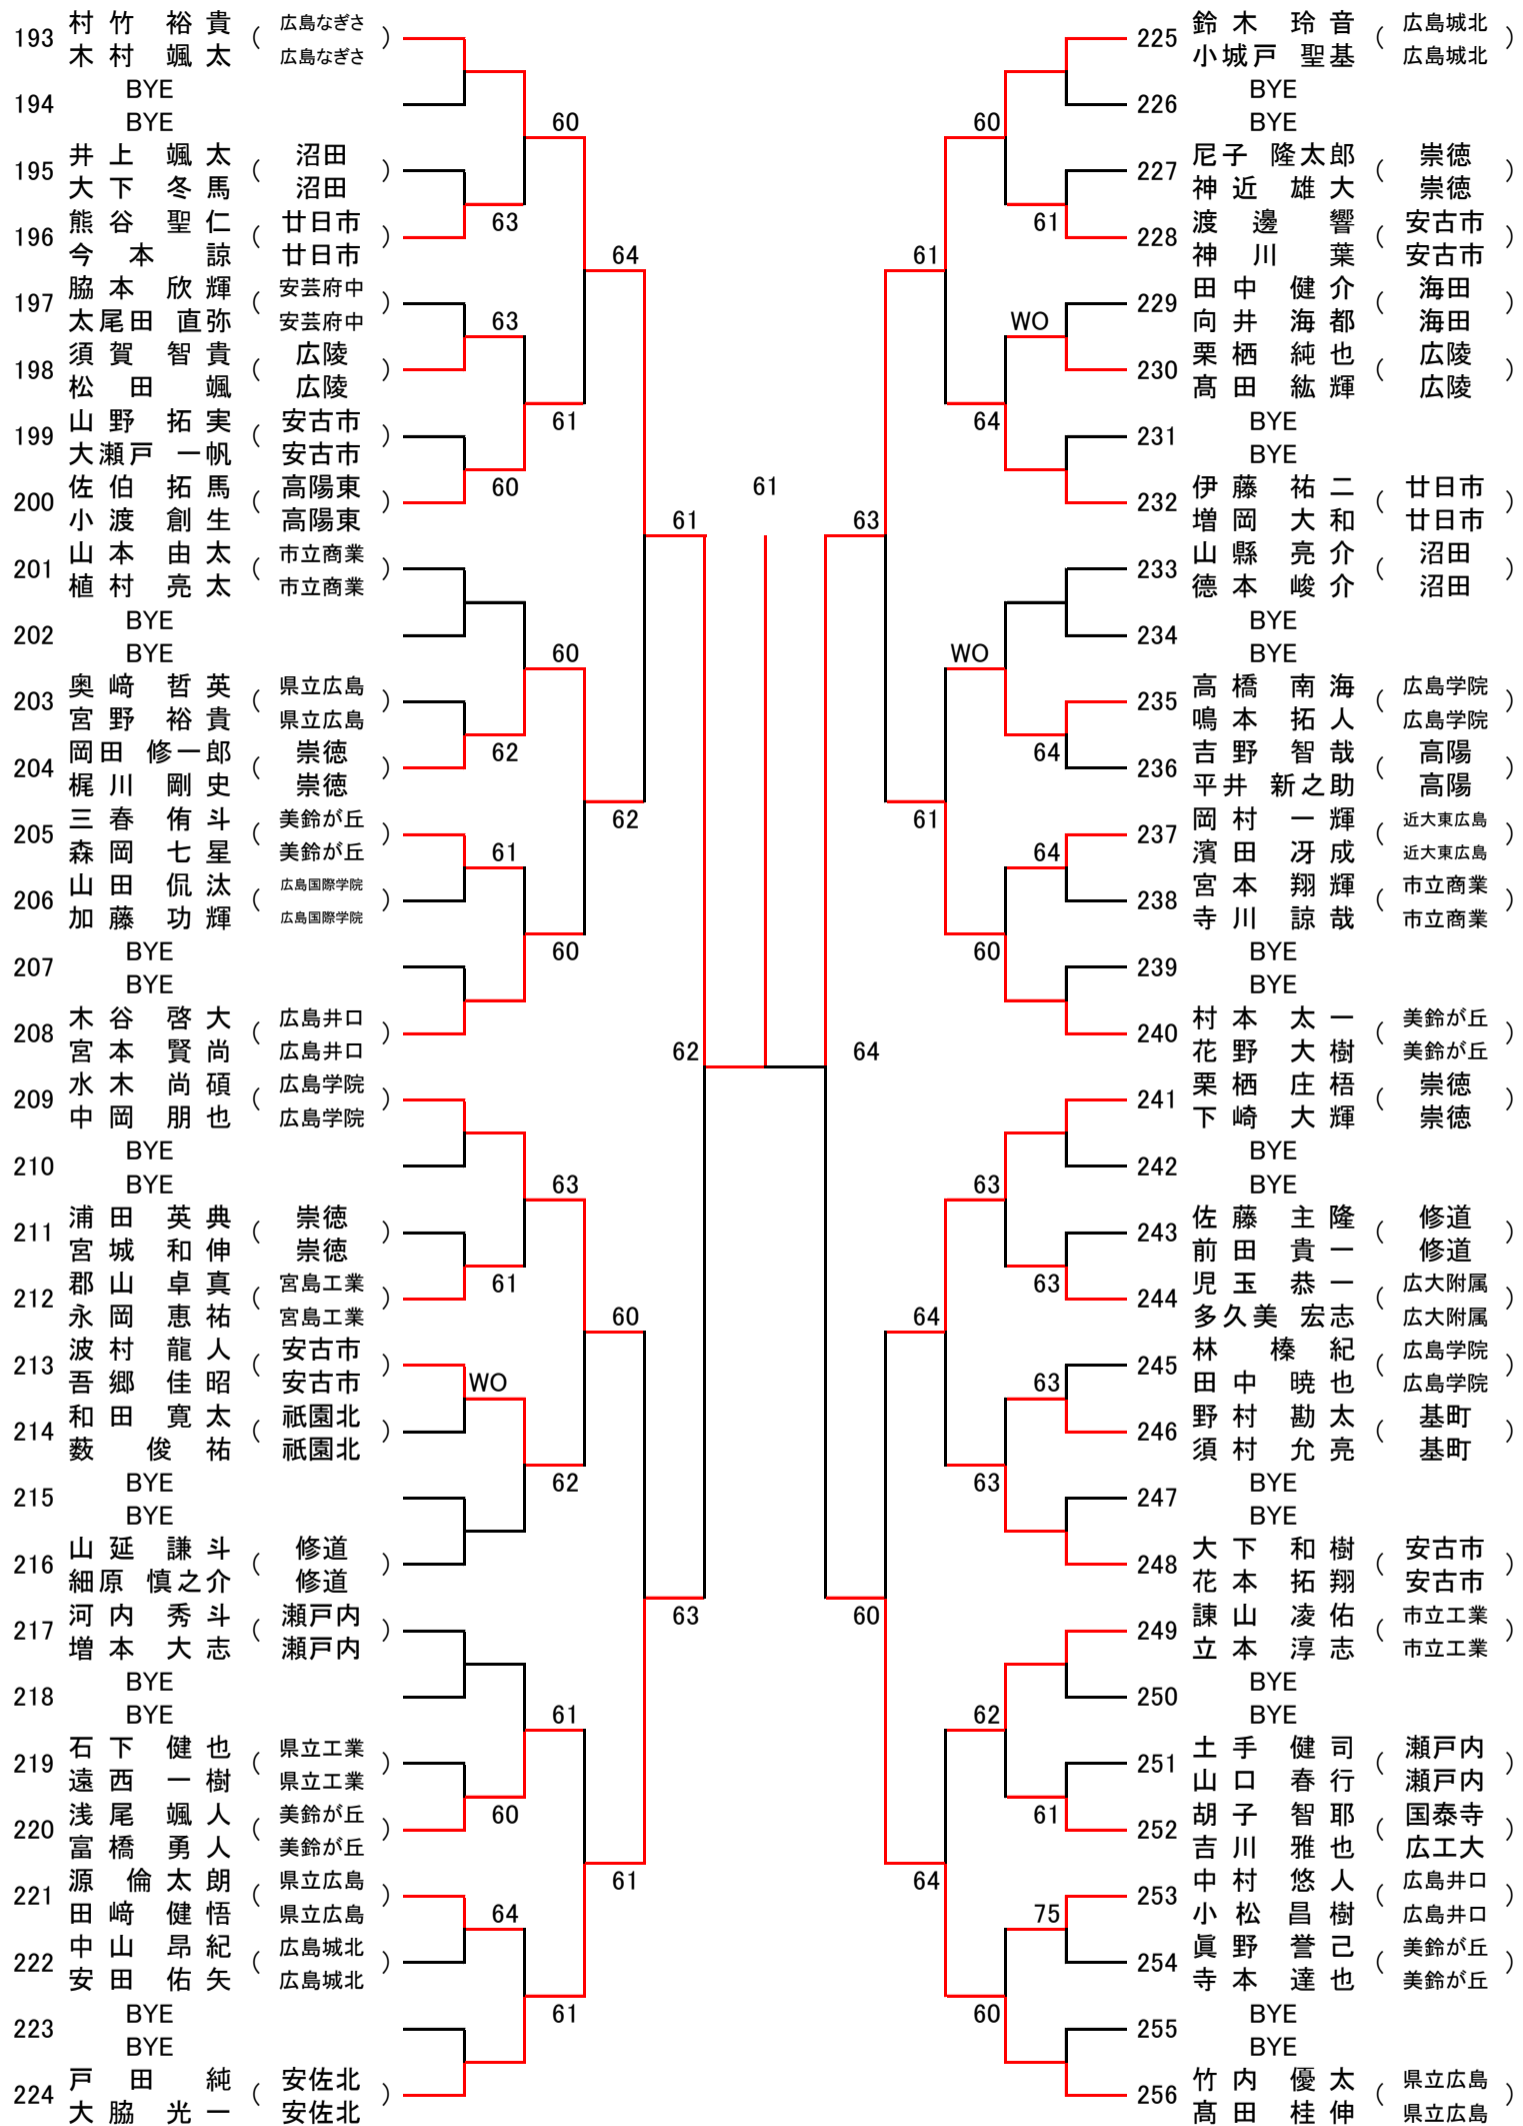 193 村竹 裕貴 ( 広島なぎさ )
木村 颯太 広島なぎさ
194 BYE
BYE
60
195 井上 颯太 ( 沼田 )
大下 冬馬 沼田
63
196 熊谷 聖仁 ( 廿日市 )
今本 諒 廿日市
64
197 脇本 欣輝 ( 安芸府中 )
太尾田 直弥 安芸府中
63
198 須賀 智貴 ( 広陵 )
松田 颯 広陵
61
199 山野 拓実 ( 安古市 )
大瀬戸 一帆 安古市
60
200 佐伯 拓馬 ( 高陽東 )
小渡 創生 高陽東
61
201 山本 由太 ( 市立商業 )
植村 亮太 市立商業
202 BYE
BYE
60
203 奥﨑 哲英 ( 県立広島 )
宮野 裕貴 県立広島
62
204 岡田 修一郎 ( 崇徳 )
梶川 剛史 崇徳
62
205 三春 侑斗 ( 美鈴が丘 )
森岡 七星 美鈴が丘
61
206 山田 侃汰 ( 広島国際学院 )
加藤 功輝 広島国際学院
60
207 BYE
BYE
208 木谷 啓大 ( 広島井口 )
宮本 賢尚 広島井口
62
209 水木 尚碩 ( 広島学院 )
中岡 朋也 広島学院
210 BYE
BYE
63
211 浦田 英典 ( 崇徳 )
宮城 和伸 崇徳
61
212 郡山 卓真 ( 宮島工業 )
永岡 恵祐 宮島工業
60
213 波村 龍人 ( 安古市 )
吾郷 佳昭 安古市
WO
214 和田 寛太 ( 祇園北 )
薮 俊祐 祇園北
62
215 BYE
BYE
216 山延 謙斗 ( 修道 )
細原 慎之介 修道
63
217 河内 秀斗 ( 瀬戸内 )
増本 大志 瀬戸内
218 BYE
BYE
61
219 石下 健也 ( 県立工業 )
遠西 一樹 県立工業
60
220 浅尾 颯人 ( 美鈴が丘 )
富橋 勇人 美鈴が丘
61
221 源 倫太朗 ( 県立広島 )
田﨑 健悟 県立広島
64
222 中山 昂紀 ( 広島城北 )
安田 佑矢 広島城北
61
223 BYE
BYE
224 戸田 純 ( 安佐北 )
大脇 光一 安佐北
61
225 鈴木 玲音 ( 広島城北 )
小城戸 聖基 広島城北
226 BYE
BYE
60
227 尼子 隆太郎 ( 崇徳 )
神近 雄大 崇徳
61
228 渡邊 響 ( 安古市 )
神川 葉 安古市
61
229 田中 健介 ( 海田 )
向井 海都 海田
WO
230 栗栖 純也 ( 広陵 )
髙田 紘輝 広陵
64
231 BYE
BYE
232 伊藤 祐二 ( 廿日市 )
増岡 大和 廿日市
63
233 山縣 亮介 ( 沼田 )
德本 峻介 沼田
234 BYE
BYE
WO
235 高橋 南海 ( 広島学院 )
鳴本 拓人 広島学院
64
236 吉野 智哉 ( 高陽 )
平井 新之助 高陽
61
237 岡村 一輝 ( 近大東広島 )
濱田 冴成 近大東広島
64
238 宮本 翔輝 ( 市立商業 )
寺川 諒哉 市立商業
60
239 BYE
BYE
240 村本 太一 ( 美鈴が丘 )
花野 大樹 美鈴が丘
64
241 栗栖 庄梧 ( 崇徳 )
下崎 大輝 崇徳
242 BYE
BYE
63
243 佐藤 主隆 ( 修道 )
前田 貴一 修道
63
244 児玉 恭一 ( 広大附属 )
多久美 宏志 広大附属
64
245 林 榛紀 ( 広島学院 )
田中 暁也 広島学院
63
246 野村 勘太 ( 基町 )
須村 允亮 基町
63
247 BYE
BYE
248 大下 和樹 ( 安古市 )
花本 拓翔 安古市
60
249 諌山 凌佑 ( 市立工業 )
立本 淳志 市立工業
250 BYE
BYE
62
251 土手 健司 ( 瀬戸内 )
山口 春行 瀬戸内
61
252 胡子 智耶 ( 国泰寺 )
吉川 雅也 広工大
64
253 中村 悠人 ( 広島井口 )
小松 昌樹 広島井口
75
254 眞野 誉己 ( 美鈴が丘 )
寺本 達也 美鈴が丘
60
255 BYE
BYE
256 竹内 優太 ( 県立広島 )
髙田 桂伸 県立広島